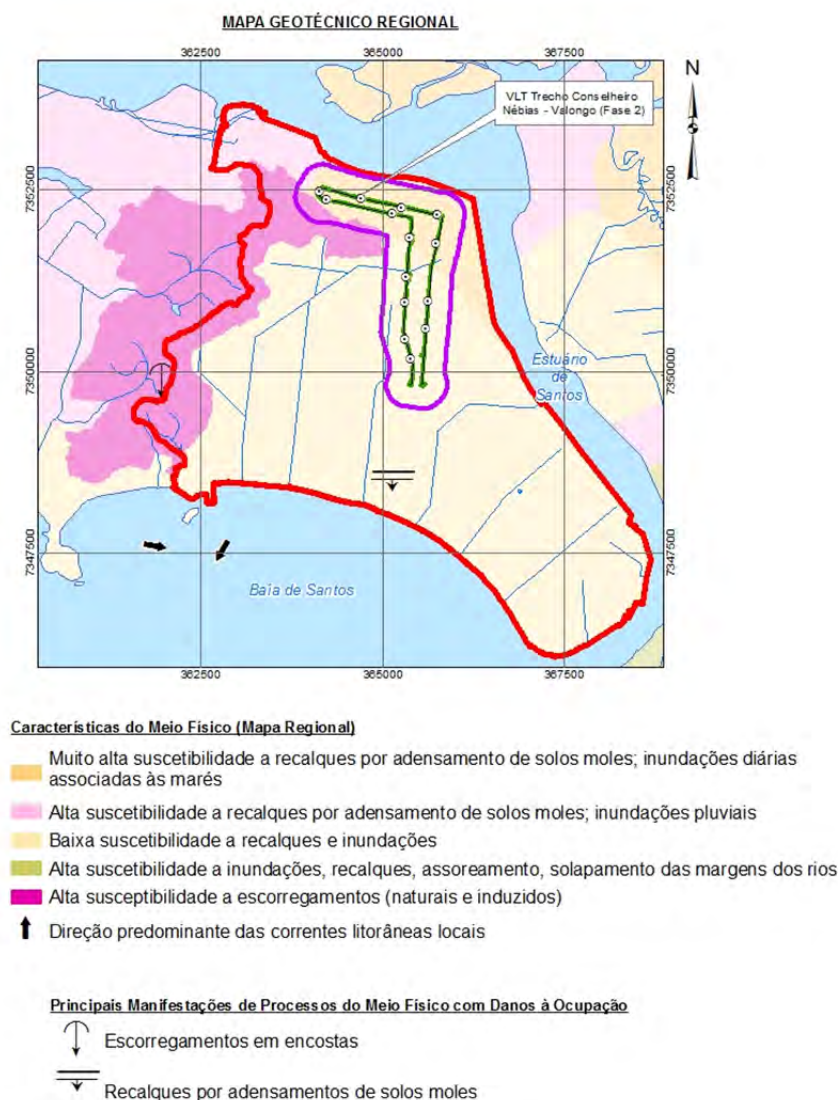 MAPA GEOTÉCNICO REGIONAL
362500 365000 367500
N
VLT Trecho Conselheiro
Nébias - Valongo (Fase 2)
7352500 7352500
7350000 7350000
Estuário
de
Santos
7347500 7347500
Baía de Santos
362500 365000 367500
Características do Meio Físico (Mapa Regional)
Muito alta suscetibilidade a recalques por adensamento de solos moles; inundações diárias
associadas às marés
Alta suscetibilidade a recalques por adensamento de solos moles; inundações pluviais
Baixa suscetibilidade a recalques e inundações
Alta suscetibilidade a inundações, recalques, assoreamento, solapamento das margens dos rios
Alta susceptibilidade a escorregamentos (naturais e induzidos)
Direção predominante das correntes litorâneas locais
Principais Manifestações de Processos do Meio Físico com Danos à Ocupação
Escorregamentos em encostas
Recalques por adensamentos de solos moles